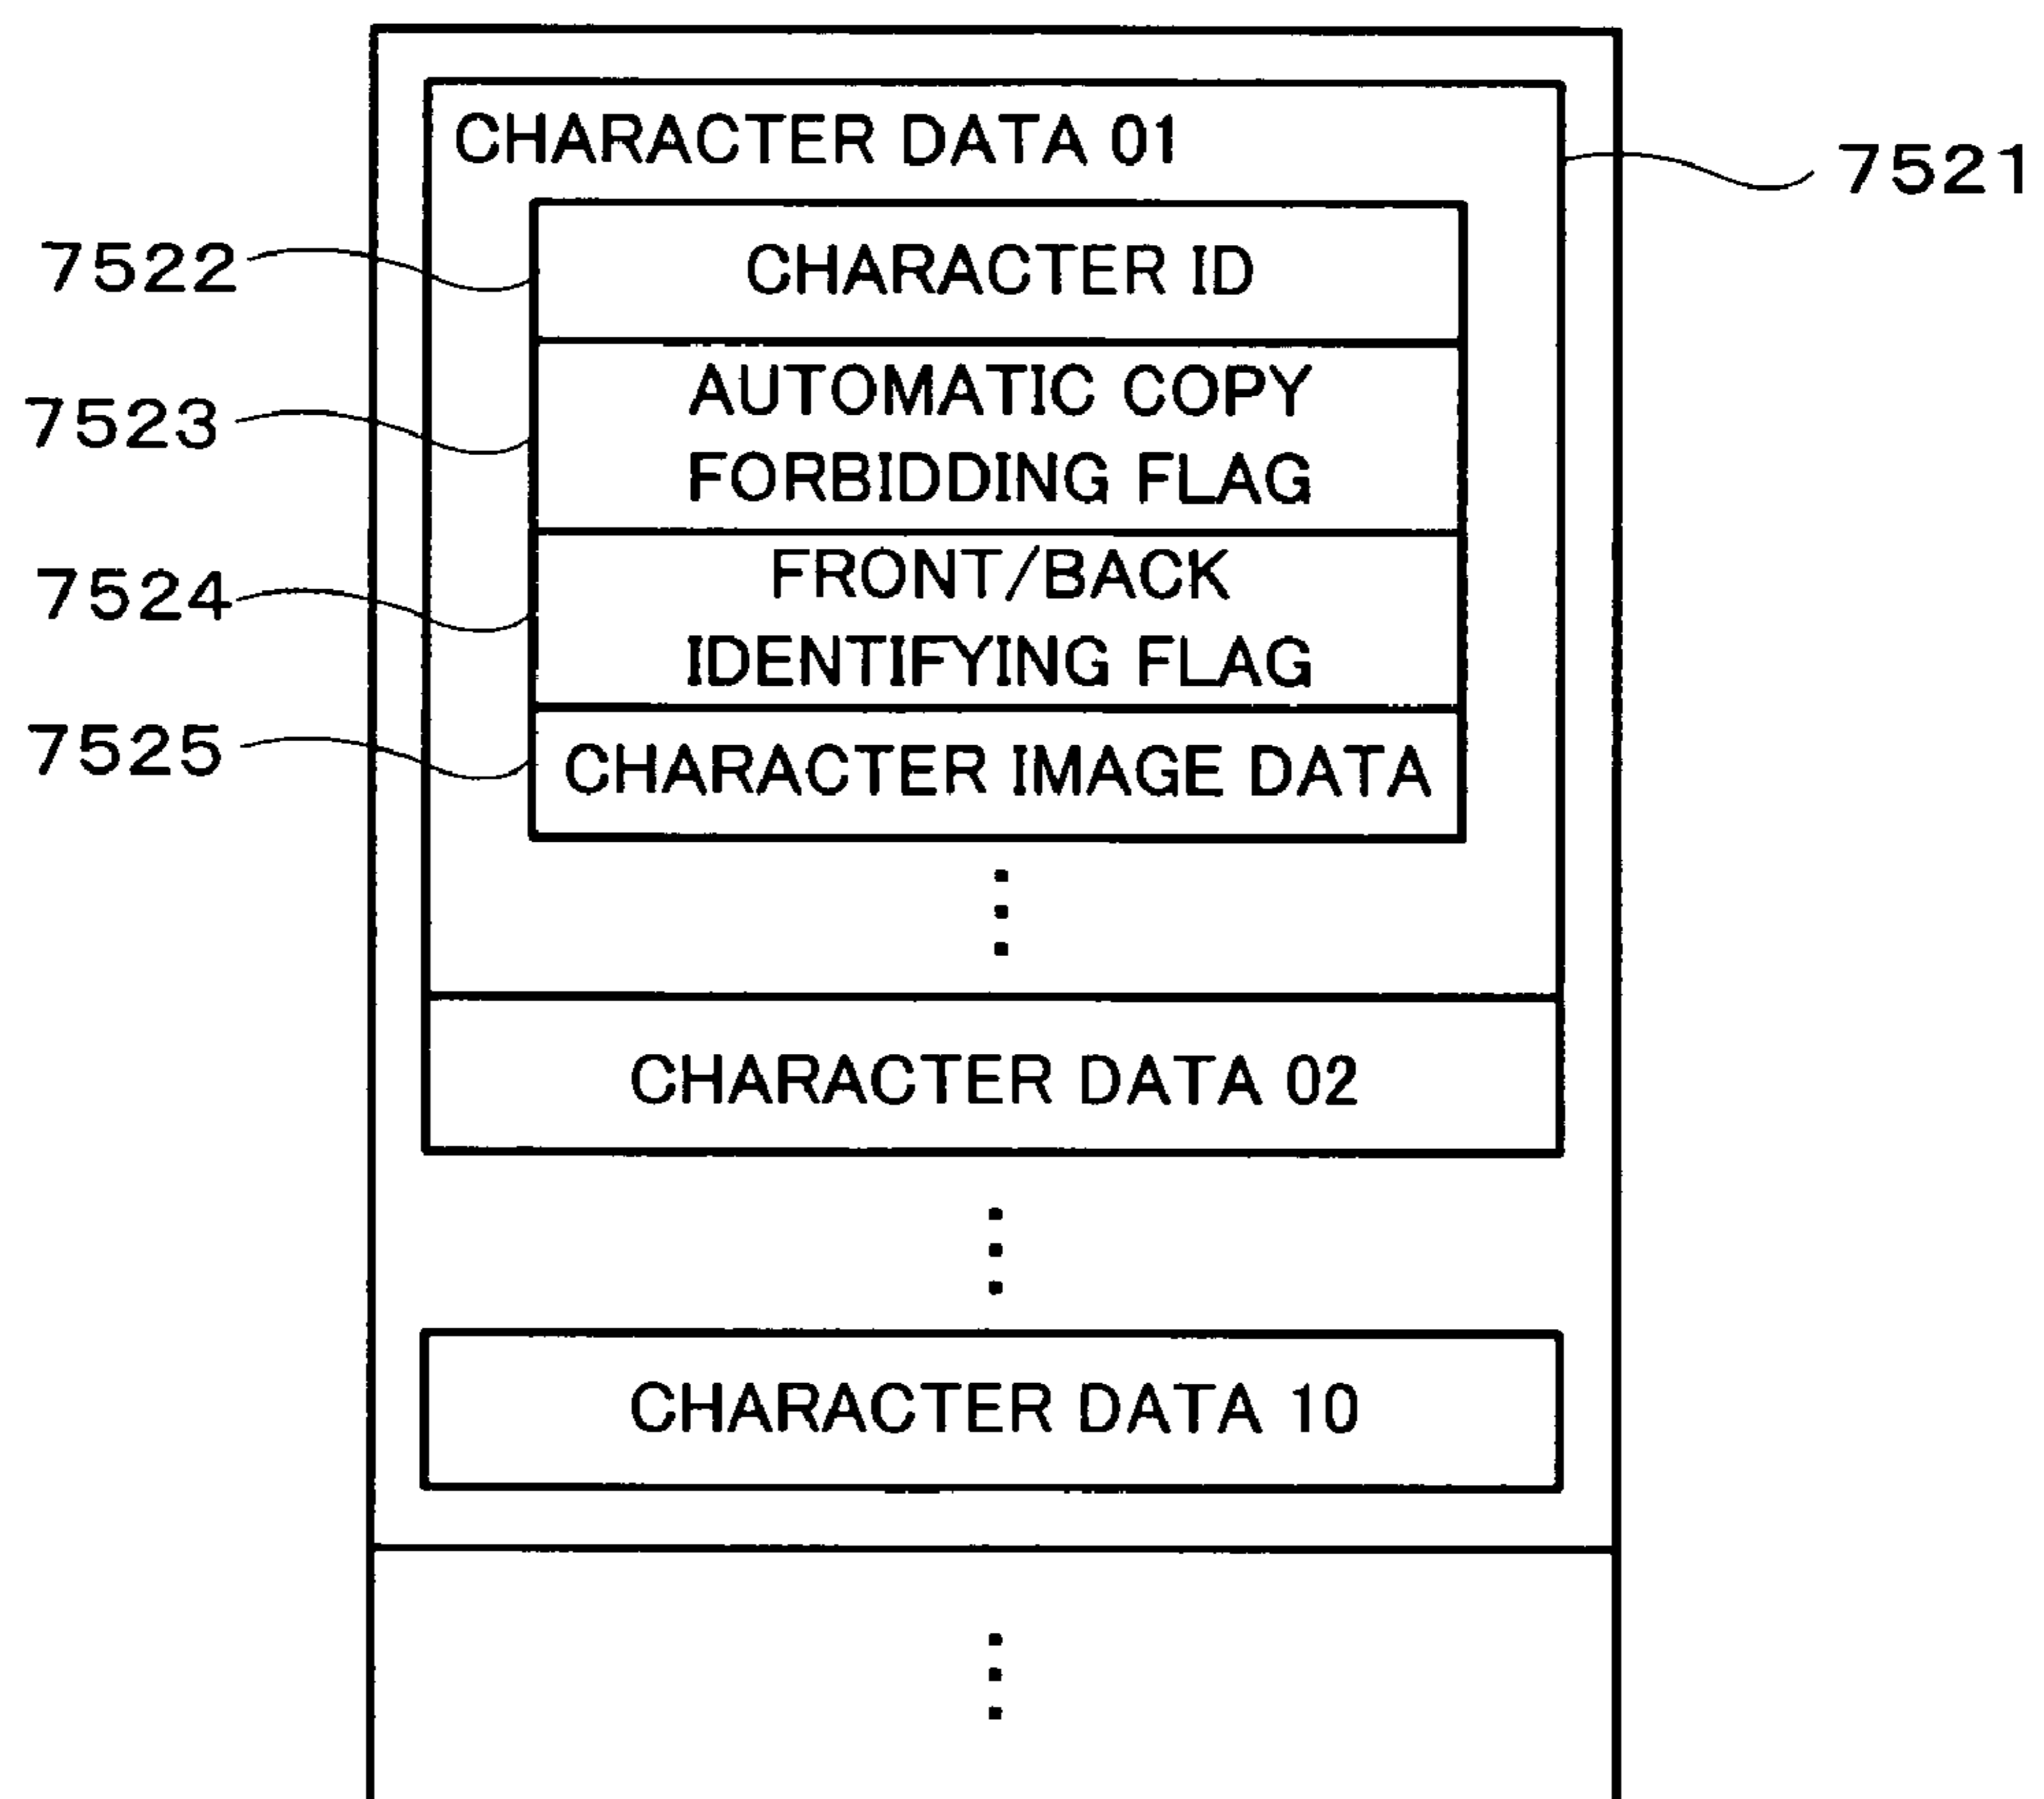 CHARACTER DATA 01
7521
7522
CHARACTER ID
7523
AUTOMATIC COPY
FORBIDDING FLAG
7524
FRONT/BACK
IDENTIFYING FLAG
7525
CHARACTER IMAGE DATA
CHARACTER DATA 02
CHARACTER DATA 10